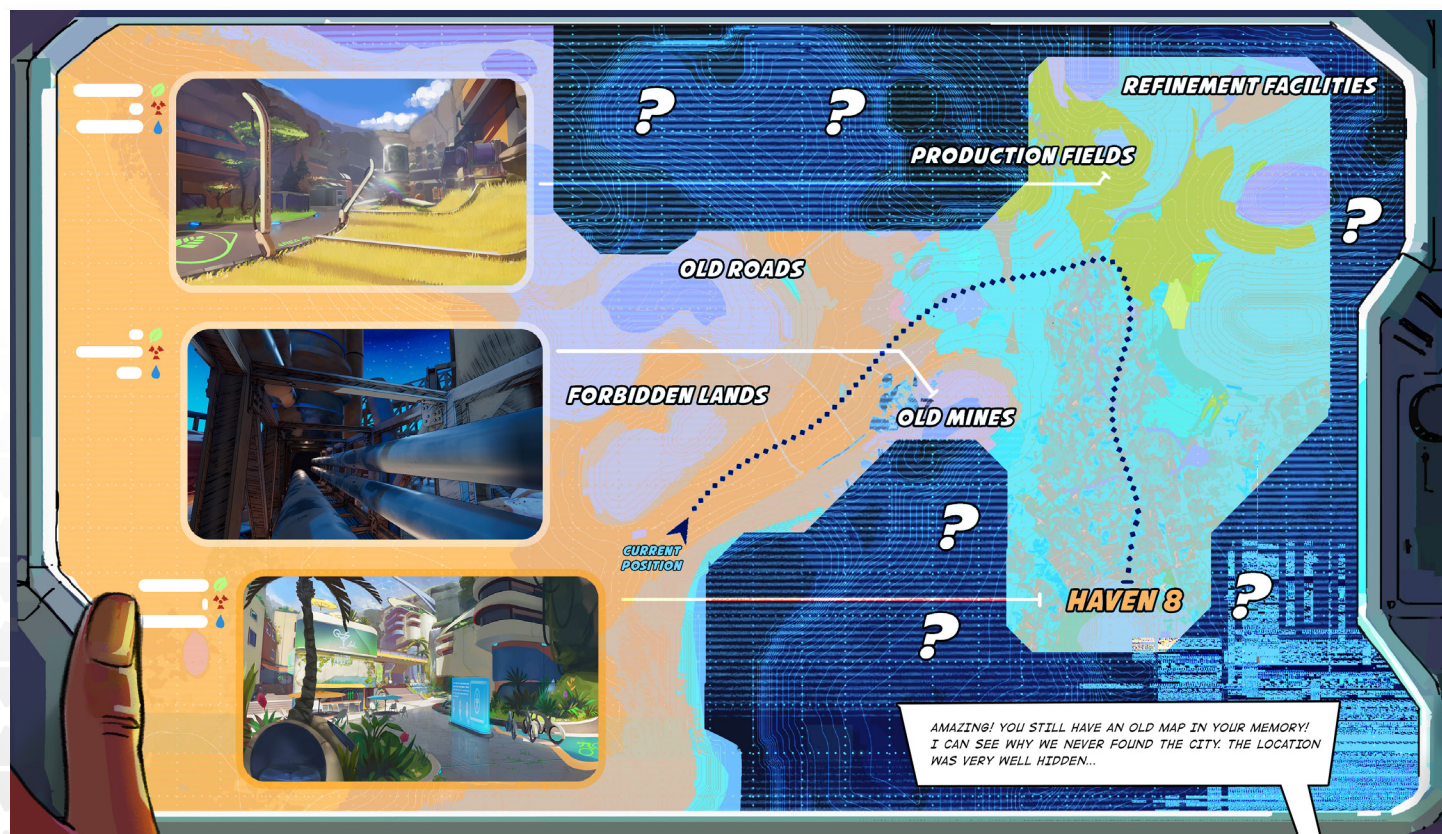 REFINEMENT FACILITIES
?
?
PRODUCTION FIELDS
?
OLD ROADS
FORBIDDEN LANDS
OLD MINES
?
CURRENT
POSITION
HAVEN 8
?
?
AMAZING! YOU STILL HAVE AN OLD MAP IN YOUR MEMORY!
I CAN SEE WHY WE NEVER FOUND THE CITY. THE LOCATION
WAS VERY WELL HIDDEN...